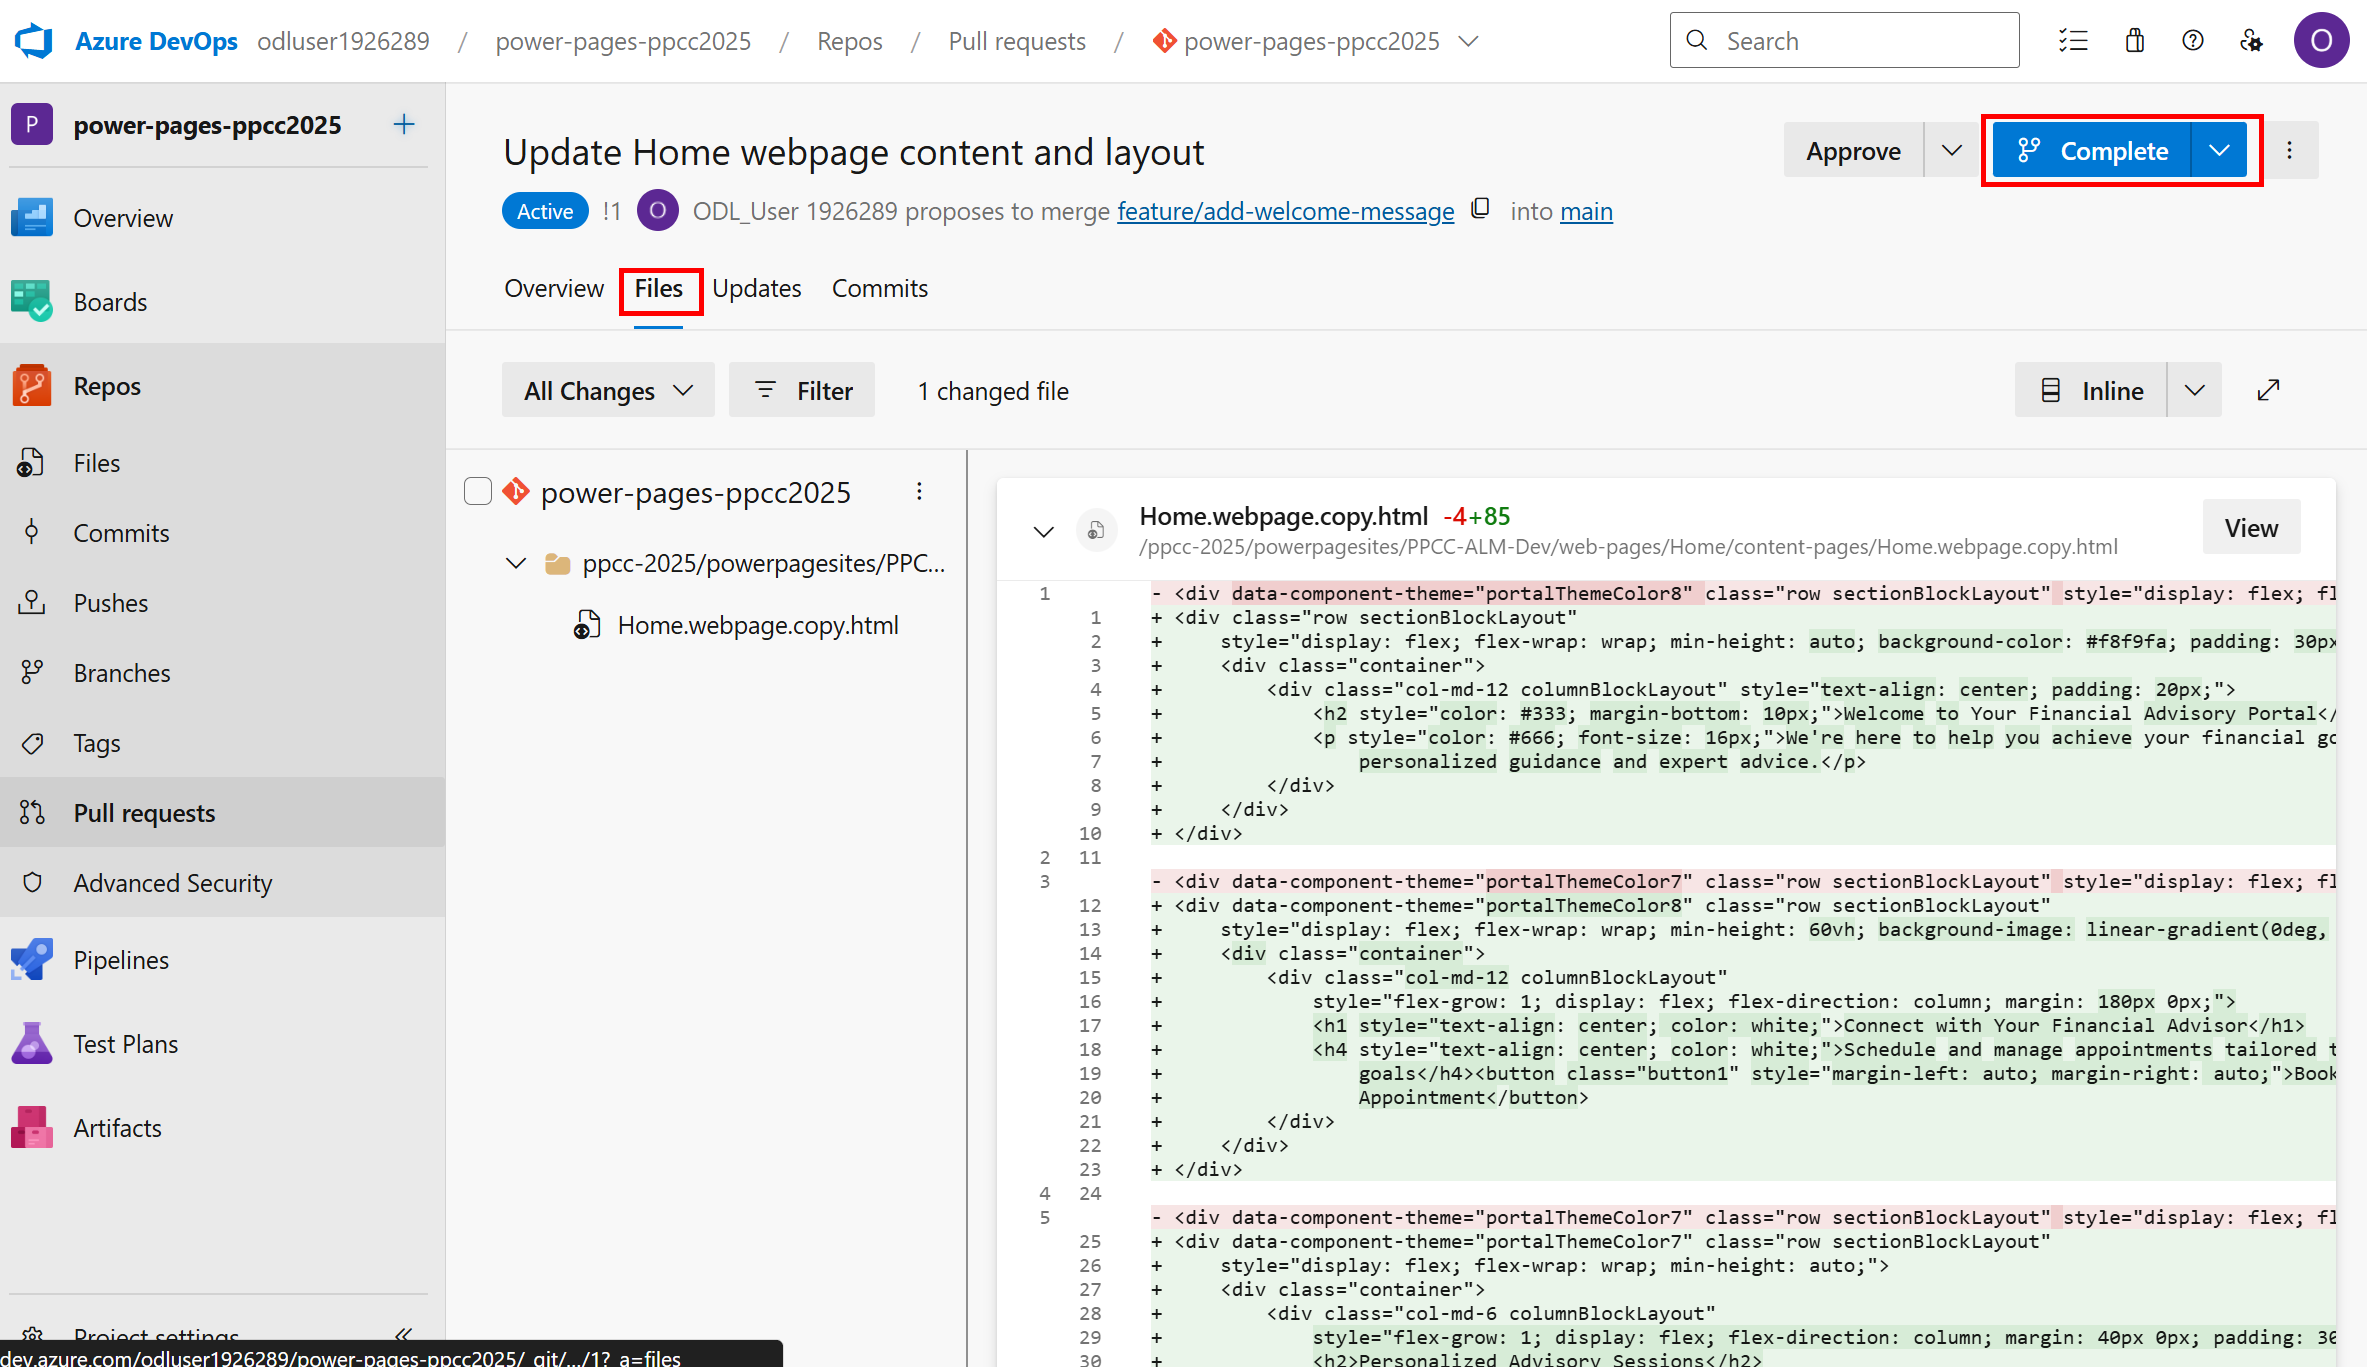 Azure DevOps odluser1926289 / power-pages-ppcc2025 / Repos / Pull requests / power-pages-ppcc2025
Search
O
P power-pages-ppcc2025 +
Overview
Boards
Repos
Files
Commits
Pushes
Branches
Tags
Pull requests
Advanced Security
Pipelines
Test Plans
Artifacts
Project settings
dev.azure.com/odluser1926289/power-pages-ppcc2025/_git/.../1?_a=files
Update Home webpage content and layout
Approve
Complete
Active !1 O ODL_User 1926289 proposes to merge feature/add-welcome-message into main
Overview Files Updates Commits
All Changes Filter 1 changed file
Inline
power-pages-ppcc2025
ppcc-2025/powerpagesites/PPC...
Home.webpage.copy.html
Home.webpage.copy.html -4+85
/ppcc-2025/powerpagesites/PPCC-ALM-Dev/web-pages/Home/content-pages/Home.webpage.copy.html
View
1 - <div data-component-theme="portalThemeColor8" class="row sectionBlockLayout" style="display: flex; fl
1 + <div class="row sectionBlockLayout"
2 + style="display: flex; flex-wrap: wrap; min-height: auto; background-color: #f8f9fa; padding: 30px
3 + <div class="container">
4 + <div class="col-md-12 columnBlockLayout" style="text-align: center; padding: 20px;">
5 + <h2 style="color: #333; margin-bottom: 10px;">Welcome to Your Financial Advisory Portal</
6 + <p style="color: #666; font-size: 16px;">We're here to help you achieve your financial go
7 + personalized guidance and expert advice.</p>
8 + </div>
9 + </div>
10 + </div>
2 11
3 - <div data-component-theme="portalThemeColor7" class="row sectionBlockLayout" style="display: flex; fl
12 + <div data-component-theme="portalThemeColor8" class="row sectionBlockLayout"
13 + style="display: flex; flex-wrap: wrap; min-height: 60vh; background-image: linear-gradient(0deg,
14 + <div class="container">
15 + <div class="col-md-12 columnBlockLayout"
16 + style="flex-grow: 1; display: flex; flex-direction: column; margin: 180px 0px;">
17 + <h1 style="text-align: center; color: white;">Connect with Your Financial Advisor</h1>
18 + <h4 style="text-align: center; color: white;">Schedule and manage appointments tailored t
19 + goals</h4><button class="button1" style="margin-left: auto; margin-right: auto;">Book
20 + Appointment</button>
21 + </div>
22 + </div>
23 + </div>
4 24
5 - <div data-component-theme="portalThemeColor7" class="row sectionBlockLayout" style="display: flex; fl
25 + <div data-component-theme="portalThemeColor7" class="row sectionBlockLayout"
26 + style="display: flex; flex-wrap: wrap; min-height: auto;">
27 + <div class="container">
28 + <div class="col-md-6 columnBlockLayout"
29 + style="flex-grow: 1; display: flex; flex-direction: column; margin: 40px 0px; padding: 30
30 + <h2>Personalized Advisory Sessions</h2>